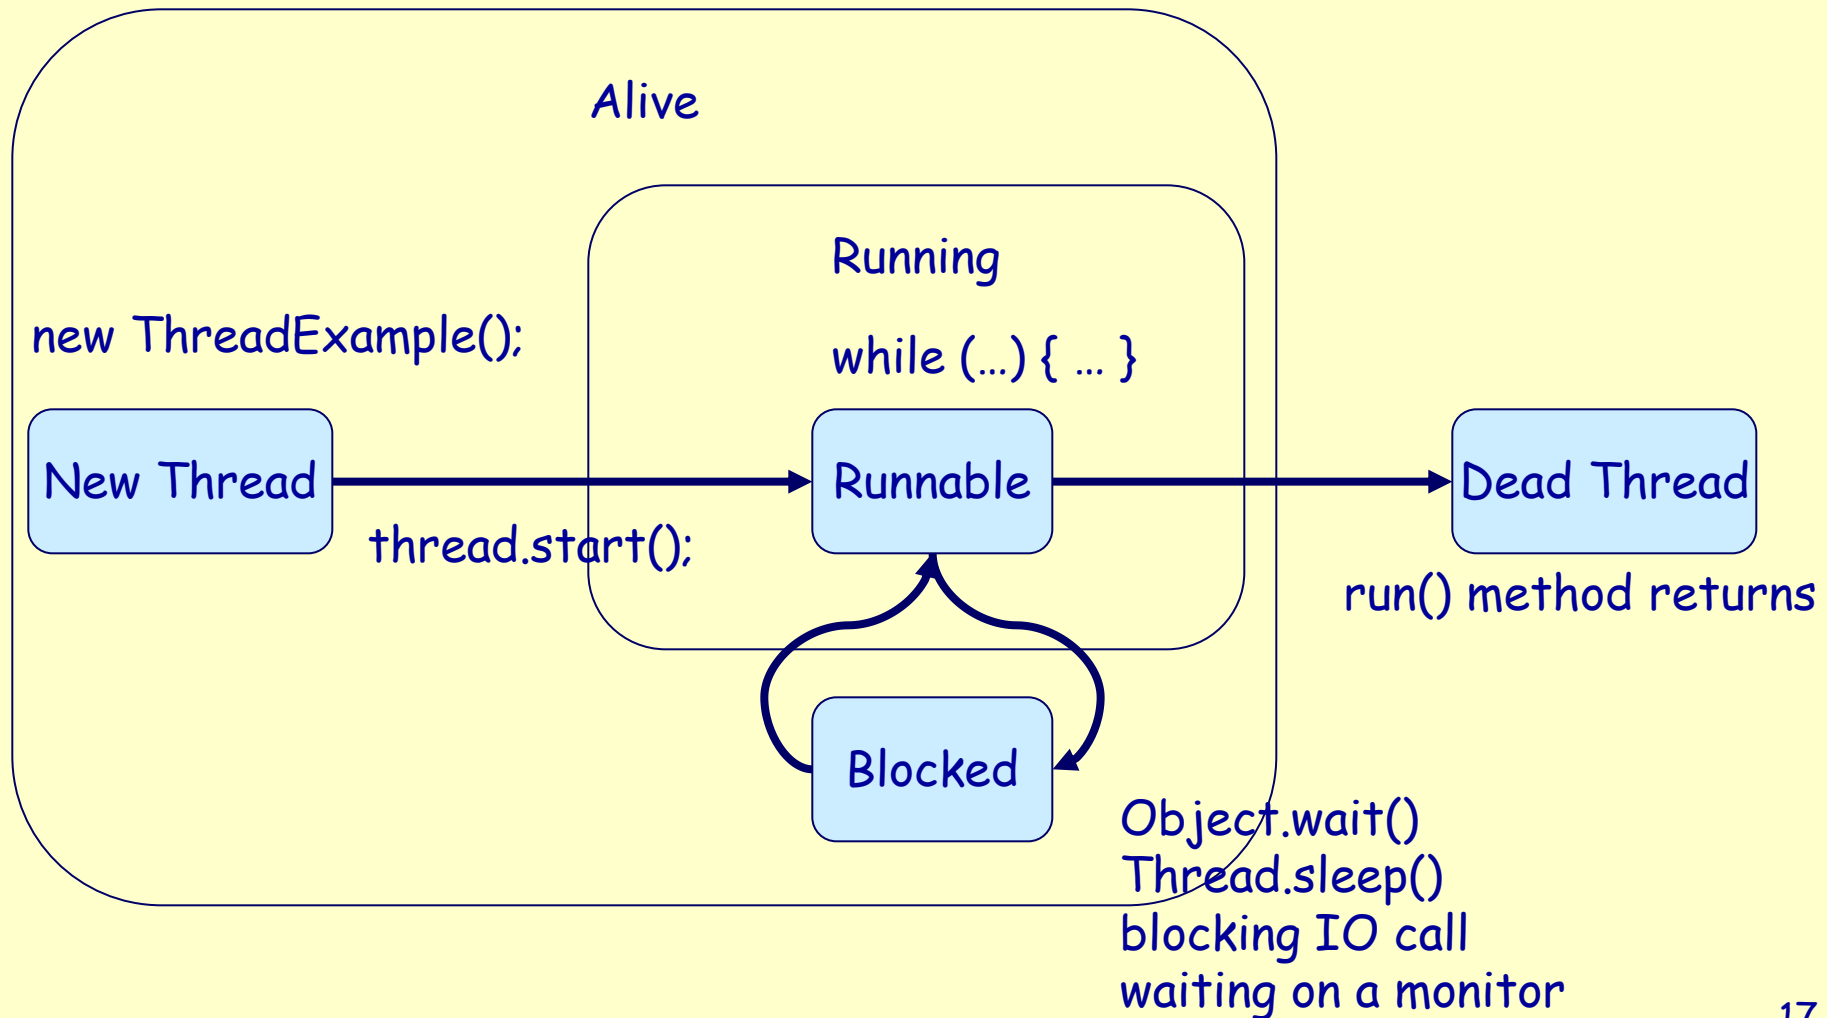 Alive
Running
new ThreadExample();
while (…) { … }
New Thread
Runnable
Dead Thread
thread.start();
run() method returns
Blocked
Object.wait()
Thread.sleep()
blocking IO call
waiting on a monitor
17